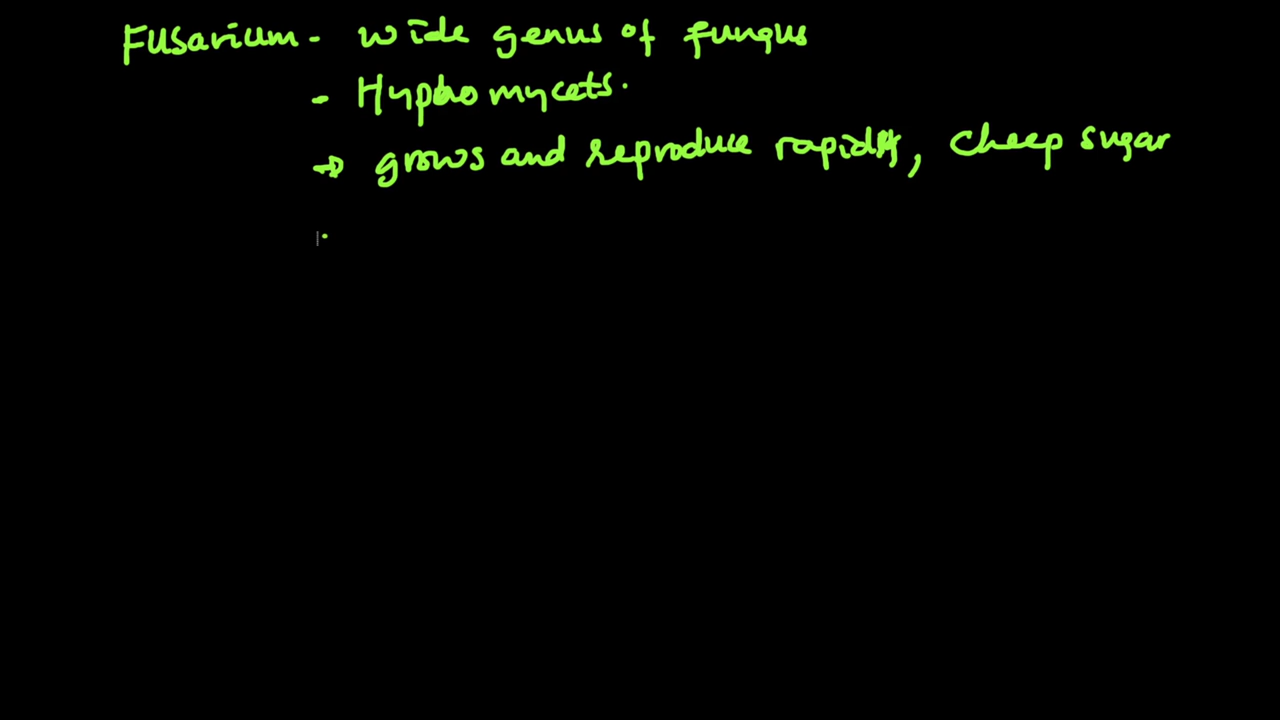 Fusarium - wide genus of fungus
- Hyphomycets.
→ grows and reproduce rapidly, cheep sugar